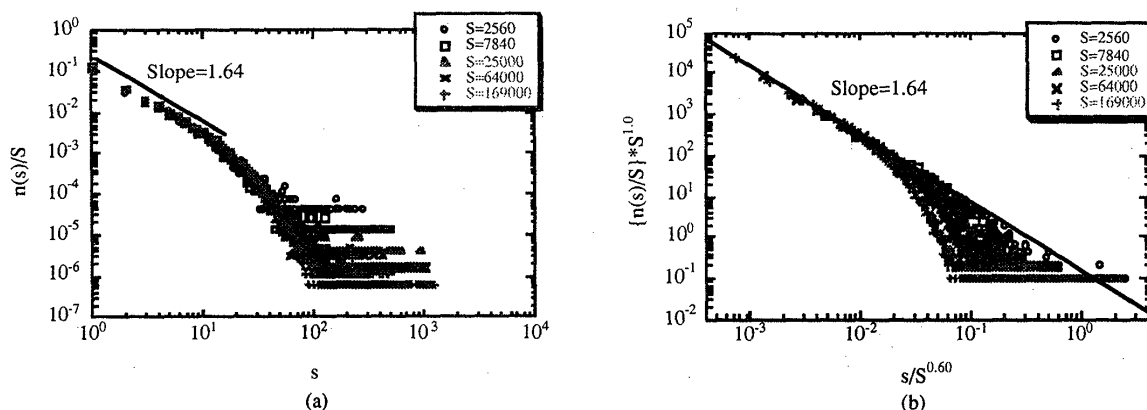 10^0
10^-1
10^-2
10^-3
10^-4
10^-5
10^-6
10^-7
n(s)/S
Slope=1.64
S=2560
S=7840
S=25000
S=64000
S=169000
10^0
10^1
10^2
10^3
10^4
s
(a)
10^5
10^4
10^3
10^2
10^1
10^0
10^-1
10^-2
{n(s)/S}*S^1.0
Slope=1.64
S=2560
S=7840
S=25000
S=64000
S=169000
10^-3
10^-2
10^-1
10^0
s/S^0.60
(b)